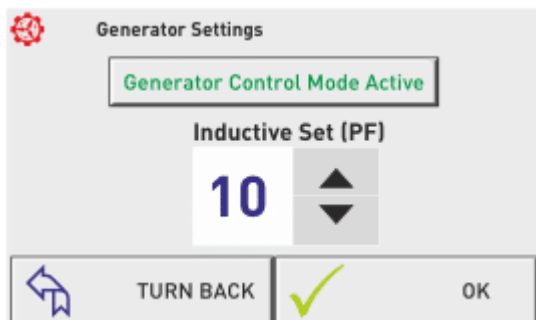 Generator Settings
Generator Control Mode Active
Inductive Set (PF)
10
TURN BACK
OK